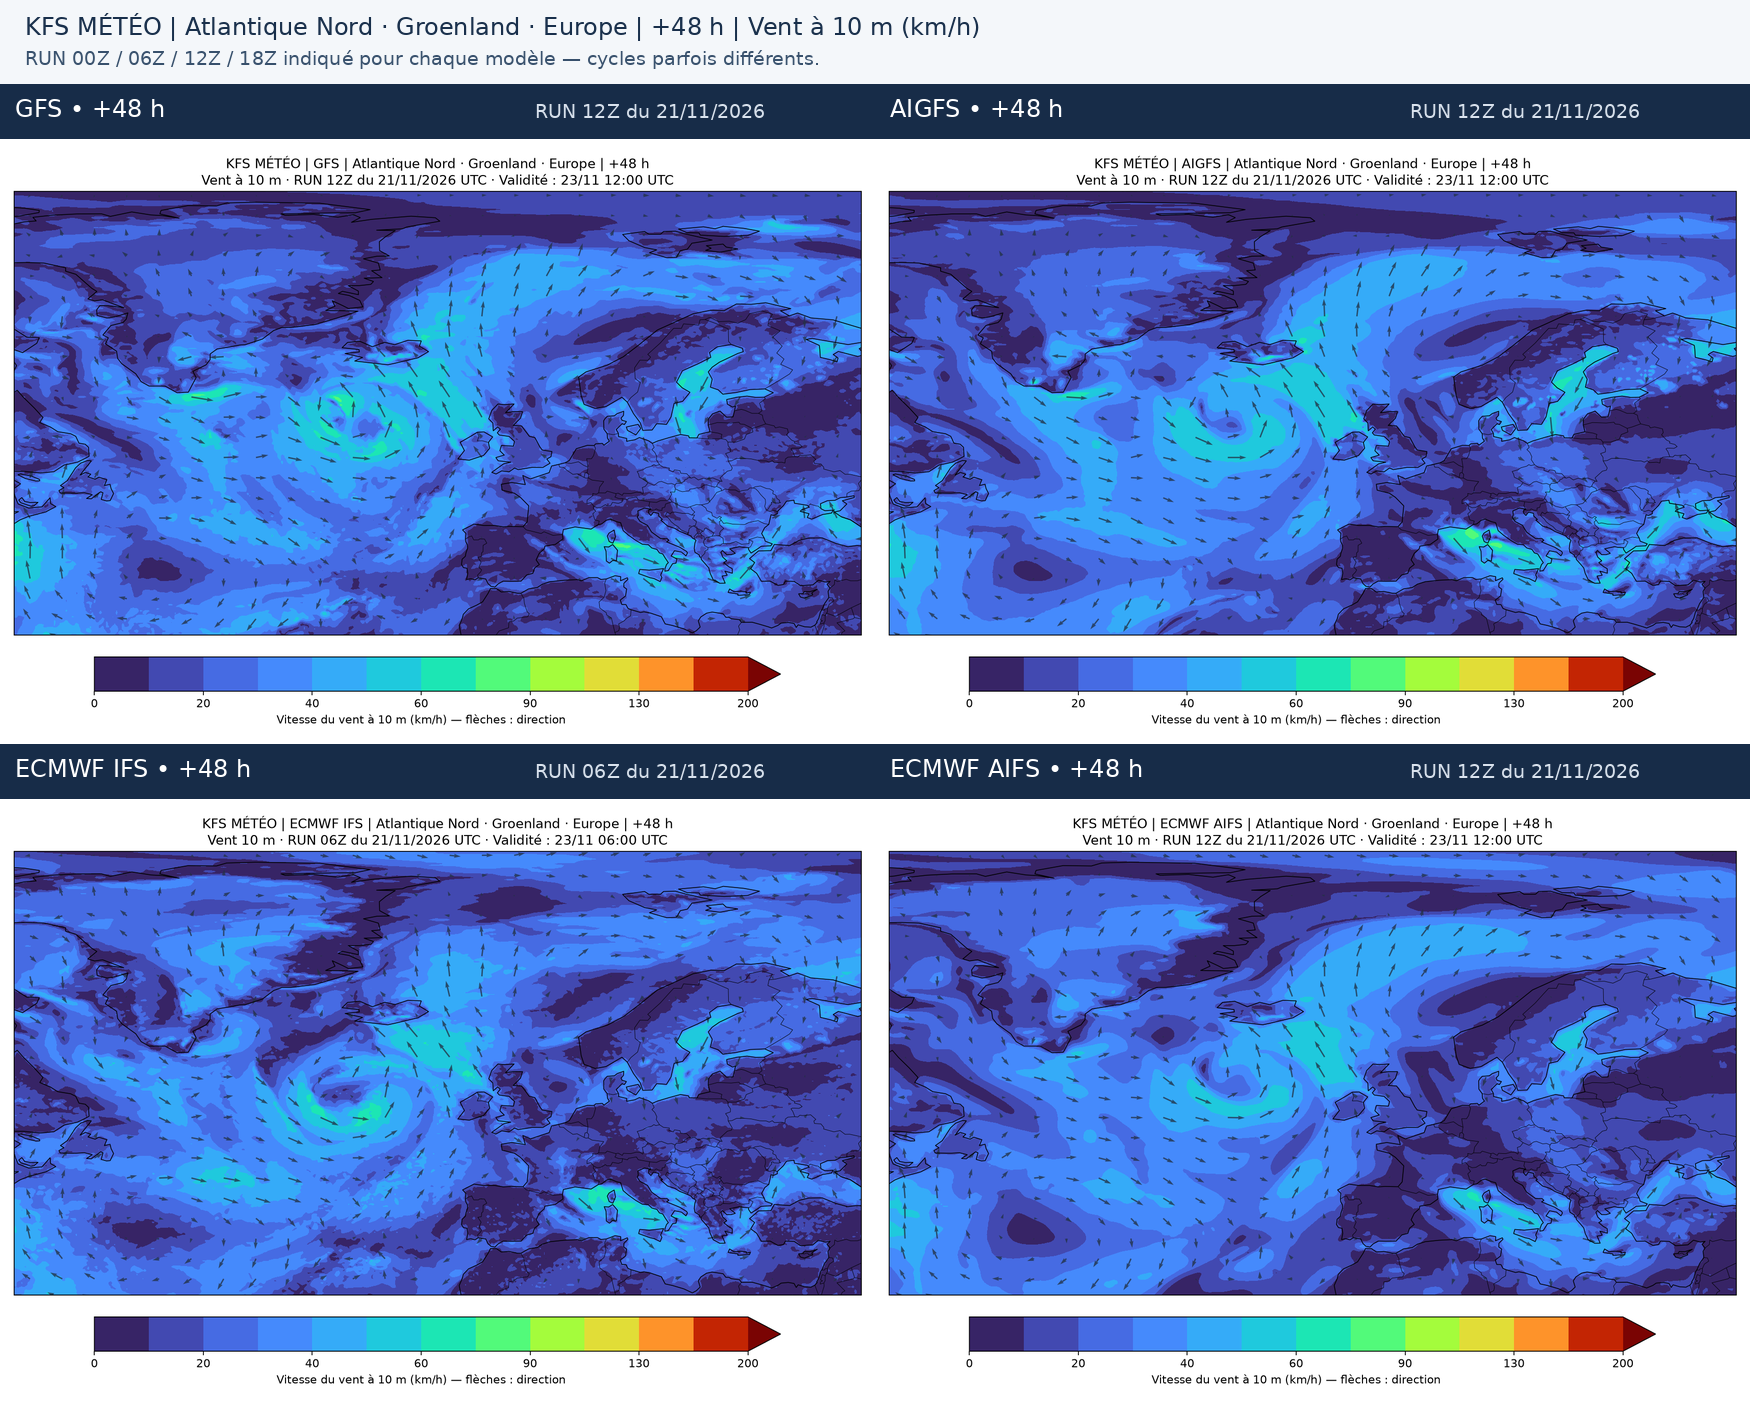 KFS MÉTÉO | Atlantique Nord · Groenland · Europe | +48 h | Vent à 10 m (km/h)
RUN 00Z / 06Z / 12Z / 18Z indiqué pour chaque modèle — cycles parfois différents.
GFS • +48 h
RUN 12Z du 21/11/2026
KFS MÉTÉO | GFS | Atlantique Nord · Groenland · Europe | +48 h
Vent à 10 m · RUN 12Z du 21/11/2026 UTC · Validité : 23/11 12:00 UTC
0 20 40 60 90 130 200
Vitesse du vent à 10 m (km/h) — flèches : direction
AIGFS • +48 h
RUN 12Z du 21/11/2026
KFS MÉTÉO | AIGFS | Atlantique Nord · Groenland · Europe | +48 h
Vent à 10 m · RUN 12Z du 21/11/2026 UTC · Validité : 23/11 12:00 UTC
0 20 40 60 90 130 200
Vitesse du vent à 10 m (km/h) — flèches : direction
ECMWF IFS • +48 h
RUN 06Z du 21/11/2026
KFS MÉTÉO | ECMWF IFS | Atlantique Nord · Groenland · Europe | +48 h
Vent 10 m · RUN 06Z du 21/11/2026 UTC · Validité : 23/11 06:00 UTC
0 20 40 60 90 130 200
Vitesse du vent à 10 m (km/h) — flèches : direction
ECMWF AIFS • +48 h
RUN 12Z du 21/11/2026
KFS MÉTÉO | ECMWF AIFS | Atlantique Nord · Groenland · Europe | +48 h
Vent 10 m · RUN 12Z du 21/11/2026 UTC · Validité : 23/11 12:00 UTC
0 20 40 60 90 130 200
Vitesse du vent à 10 m (km/h) — flèches : direction